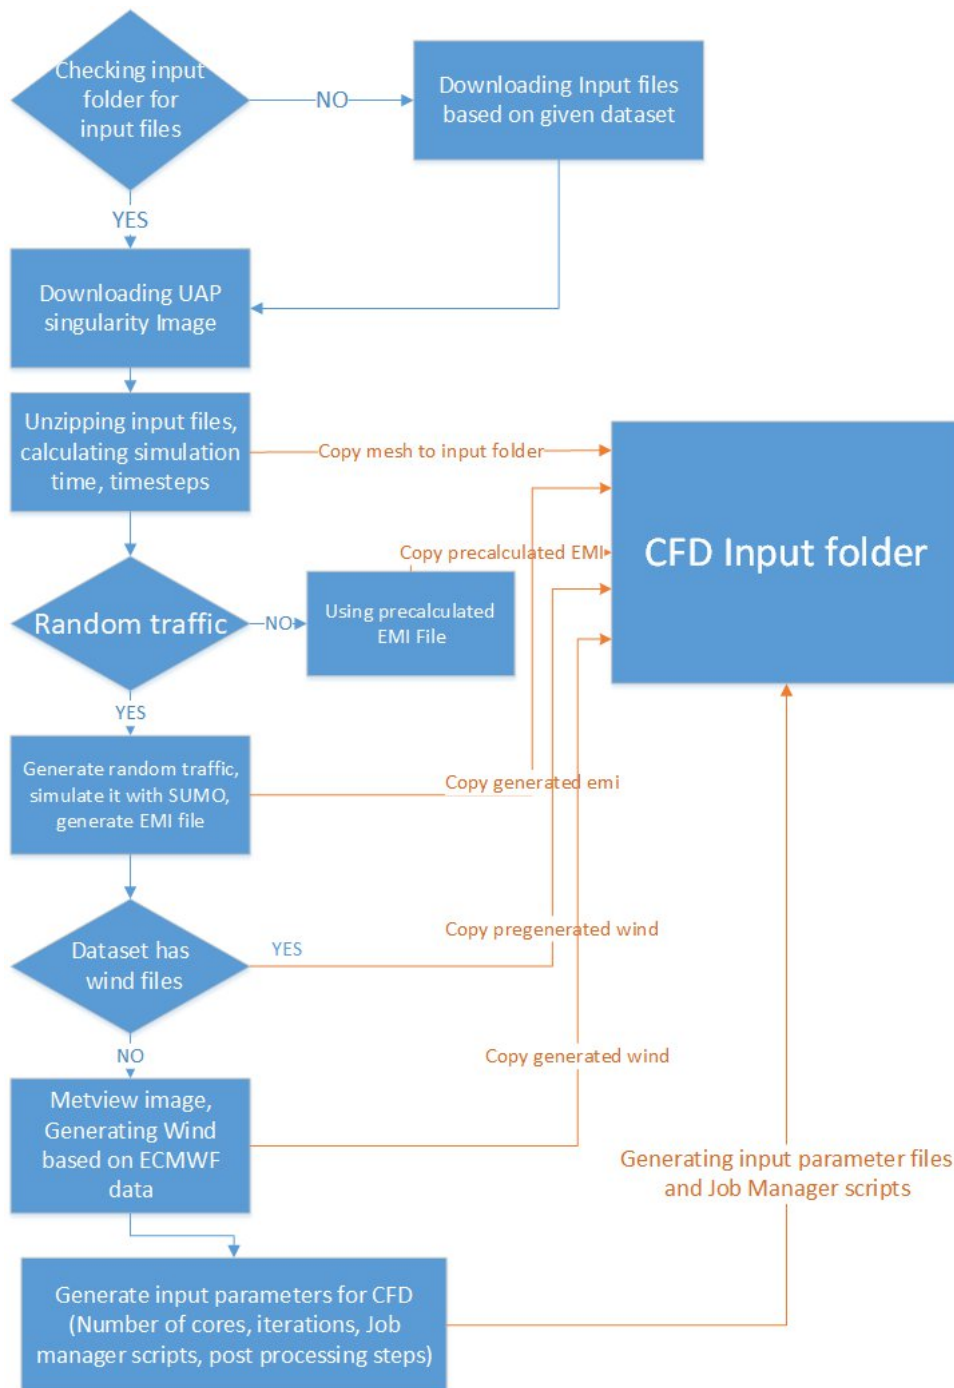 Checking input
folder for
input files
NO
Downloading Input files
based on given dataset
YES
Downloading UAP
singularity Image
Unzipping input files,
calculating simulation
time, timesteps
Copy mesh to input folder
CFD Input folder
Copy precalculated EMI
Random traffic
NO
Using precalculated
EMI File
YES
Generate random traffic,
simulate it with SUMO,
generate EMI file
Copy generated emi
Dataset has
wind files
YES
Copy pregenerated wind
NO
Copy generated wind
Metview image,
Generating Wind
based on ECMWF
data
Generating input parameter files
and Job Manager scripts
Generate input parameters for CFD
(Number of cores, iterations, Job
manager scripts, post processing steps)